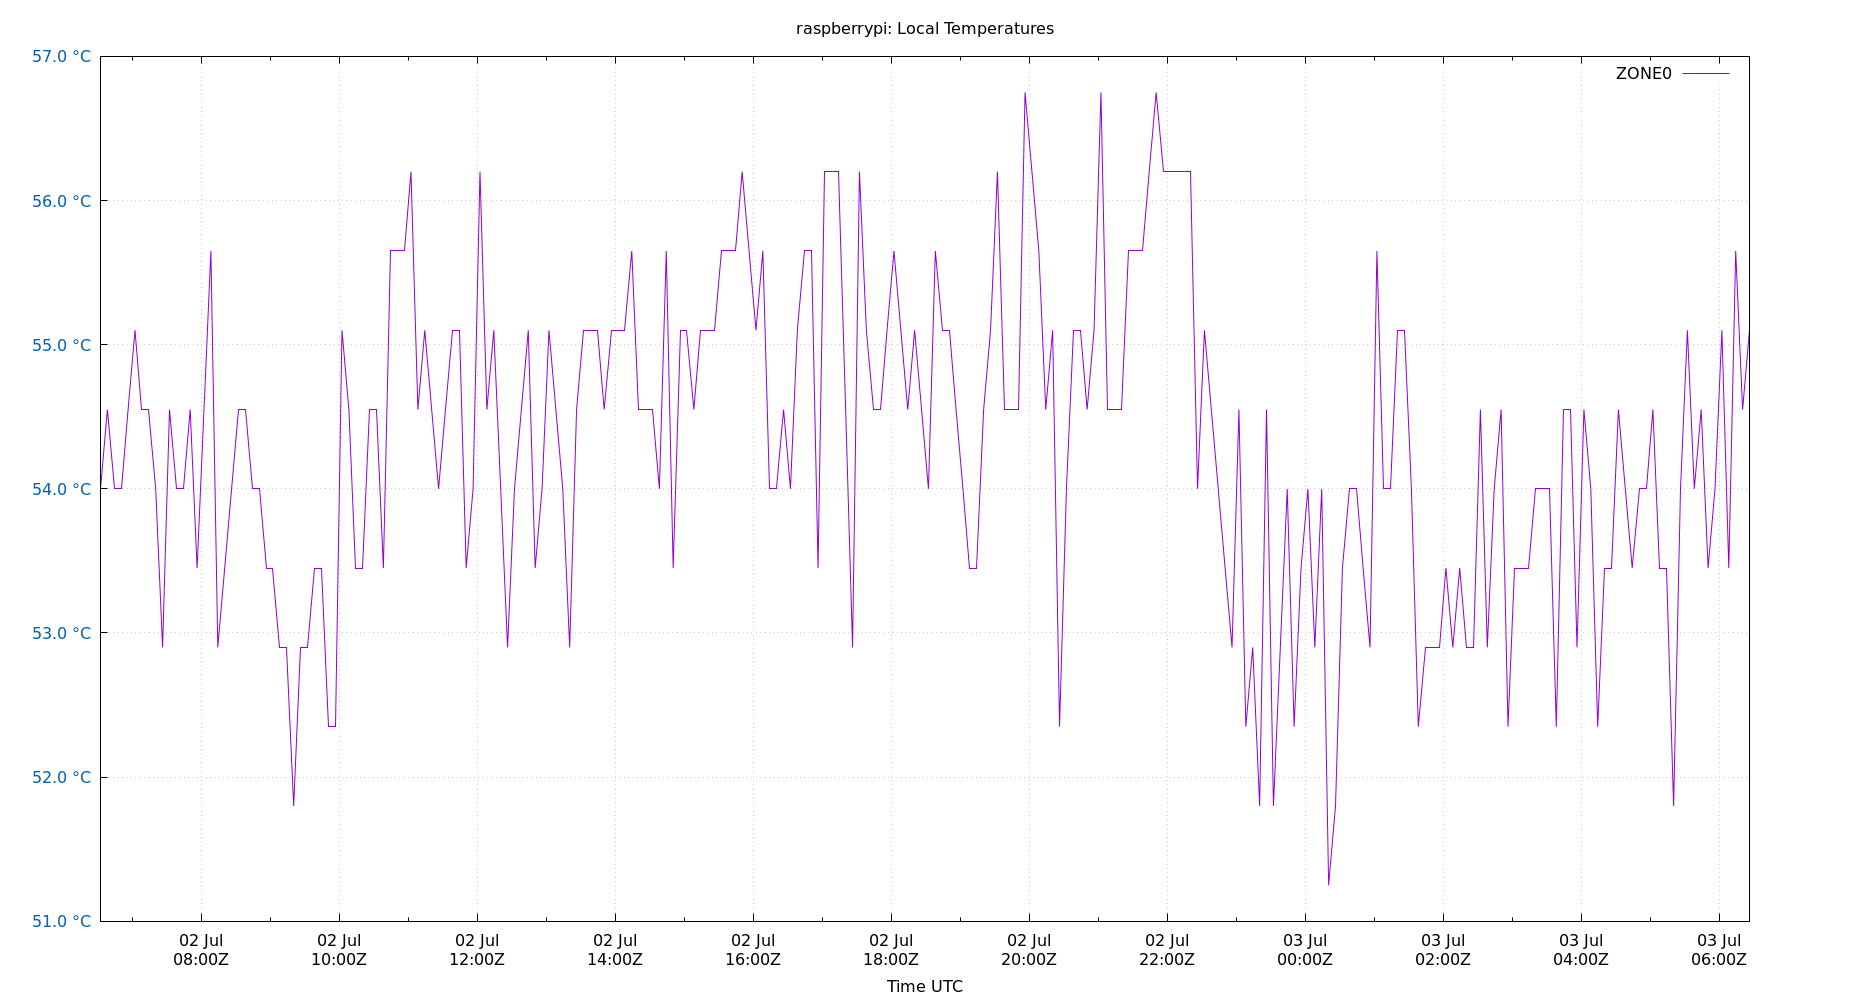 raspberrypi: Local Temperatures
57.0 °C
ZONE0
56.0 °C
55.0 °C
54.0 °C
53.0 °C
52.0 °C
51.0 °C
02 Jul 02 Jul 02 Jul 02 Jul 02 Jul 02 Jul 02 Jul 02 Jul 03 Jul 03 Jul 03 Jul 03 Jul
08:00Z 10:00Z 12:00Z 14:00Z 16:00Z 18:00Z 20:00Z 22:00Z 00:00Z 02:00Z 04:00Z 06:00Z
Time UTC